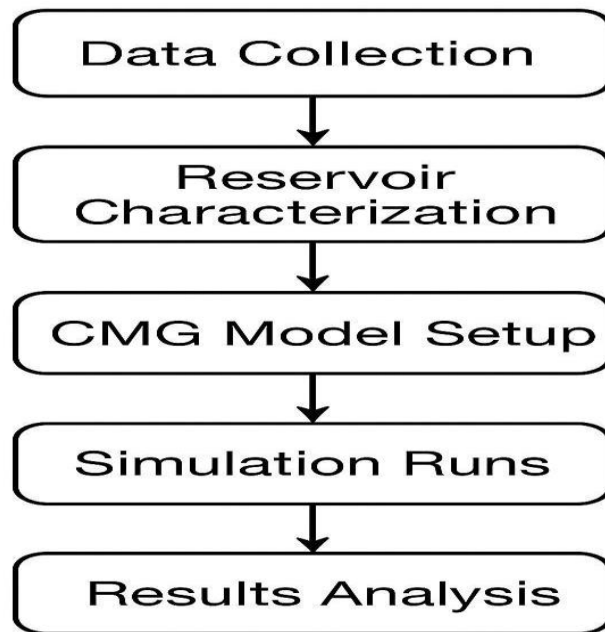 Data Collection
Reservoir
Characterization
CMG Model Setup
Simulation Runs
Results Analysis